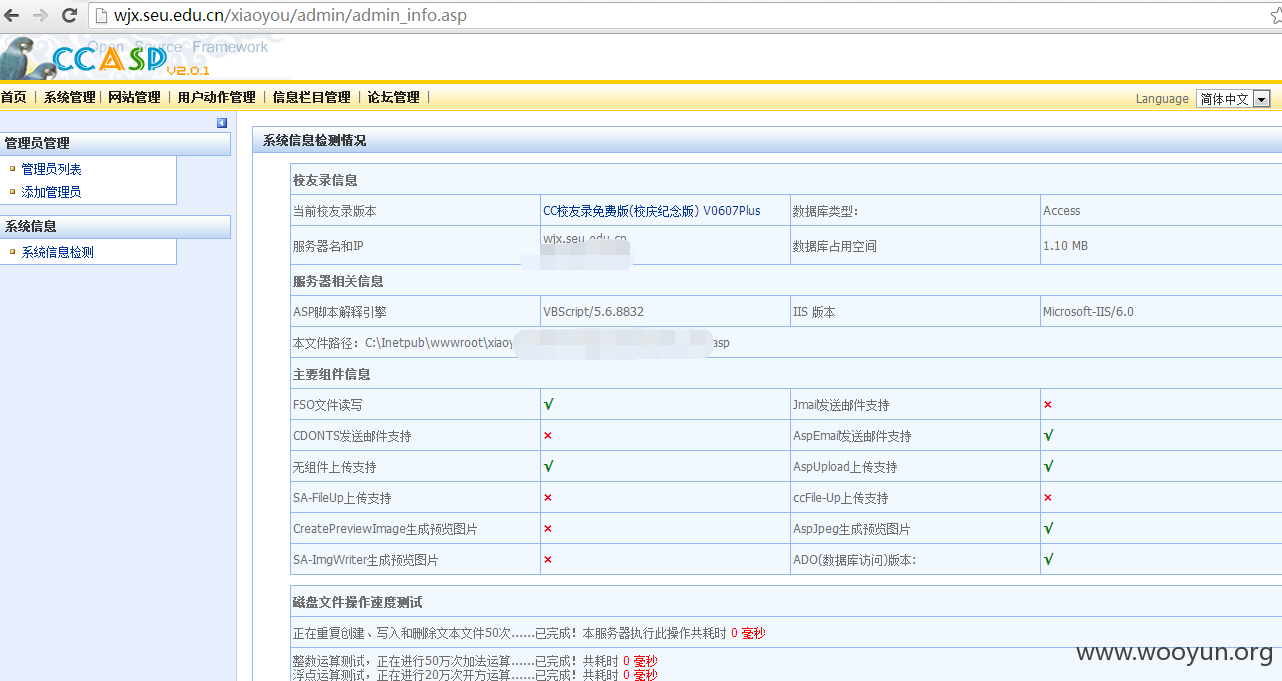 wjx.seu.edu.cn/xiaoyou/admin/admin_info.asp
Open Source Framework
CCASP V2.0.1
首页 | 系统管理 | 网站管理 | 用户动作管理 | 信息栏目管理 | 论坛管理 |
Language 简体中文
管理员管理
管理员列表
添加管理员
系统信息
系统信息检测
系统信息检测情况
校友录信息
当前校友录版本 CC校友录免费版(校庆纪念版) V0607Plus 数据库类型: Access
服务器名和IP wjx.seu.edu.cn 数据库占用空间 1.10 MB
服务器相关信息
ASP脚本解释引擎 VBScript/5.6.8832 IIS 版本 Microsoft-IIS/6.0
本文件路径: C:\Inetpub\wwwroot\xiaoy asp
主要组件信息
FSO文件读写 √ Jmail发送邮件支持 ×
CDONTS发送邮件支持 × AspEmail发送邮件支持 √
无组件上传支持 √ AspUpload上传支持 √
SA-FileUp上传支持 × ccFile-Up上传支持 ×
CreatePreviewImage生成预览图片 × AspJpeg生成预览图片 √
SA-ImgWriter生成预览图片 × ADO(数据库访问)版本: √
磁盘文件操作速度测试
正在重复创建、写入和删除文本文件50次......已完成! 本服务器执行此操作共耗时 0 毫秒
整数运算测试，正在进行50万次加法运算......已完成! 共耗时 0 毫秒
浮点运算测试，正在进行20万次开方运算......已完成! 共耗时 0 毫秒
www.wooyun.org